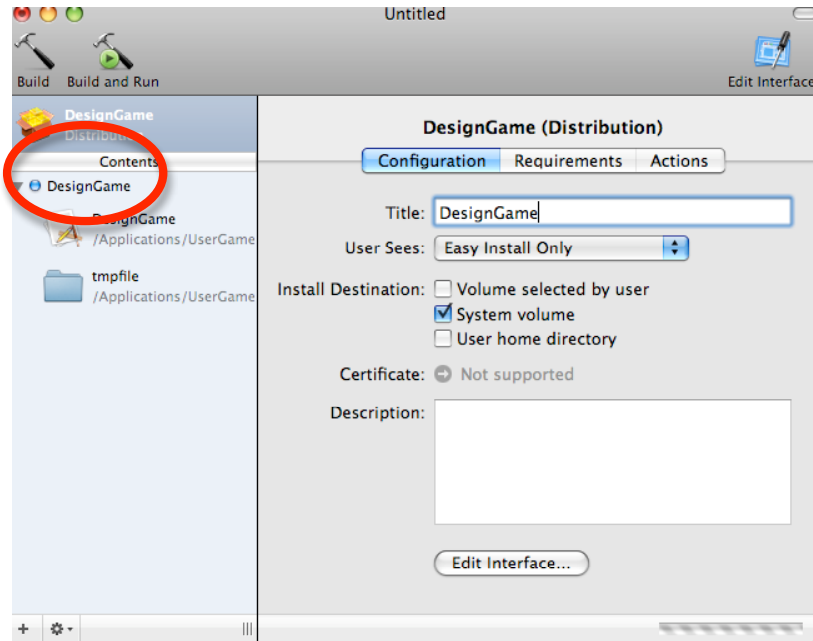 Untitled
Build
Build and Run
Edit Interface
DesignGame
Distribution
Contents
DesignGame
DesignGame
/Applications/UserGame
tmpfile
/Applications/UserGame
DesignGame (Distribution)
Configuration
Requirements
Actions
Title: DesignGame
User Sees: Easy Install Only
Install Destination: Volume selected by user
System volume
User home directory
Certificate: Not supported
Description:
Edit Interface...